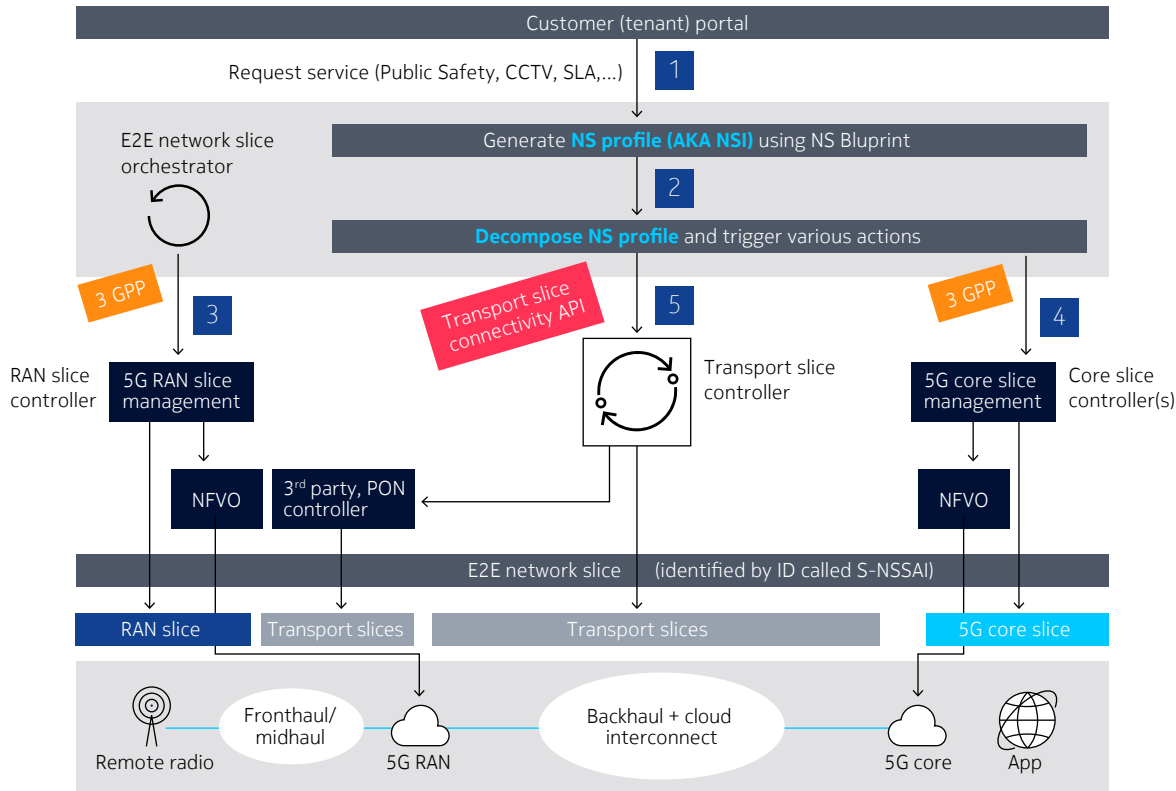 Customer (tenant) portal
Request service (Public Safety, CCTV, SLA,...)
1
E2E network slice
orchestrator
Generate NS profile (AKA NSI) using NS Bluprint
2
Decompose NS profile and trigger various actions
3 GPP
3
Transport slice
connectivity API
5
3 GPP
4
RAN slice
controller
5G RAN slice
management
Transport slice
controller
5G core slice
management
Core slice
controller(s)
NFVO
3rd party, PON
controller
NFVO
E2E network slice (identified by ID called S-NSSAI)
RAN slice
Transport slices
Transport slices
5G core slice
Fronthaul/
midhaul
Backhaul + cloud
interconnect
Remote radio
5G RAN
5G core
App